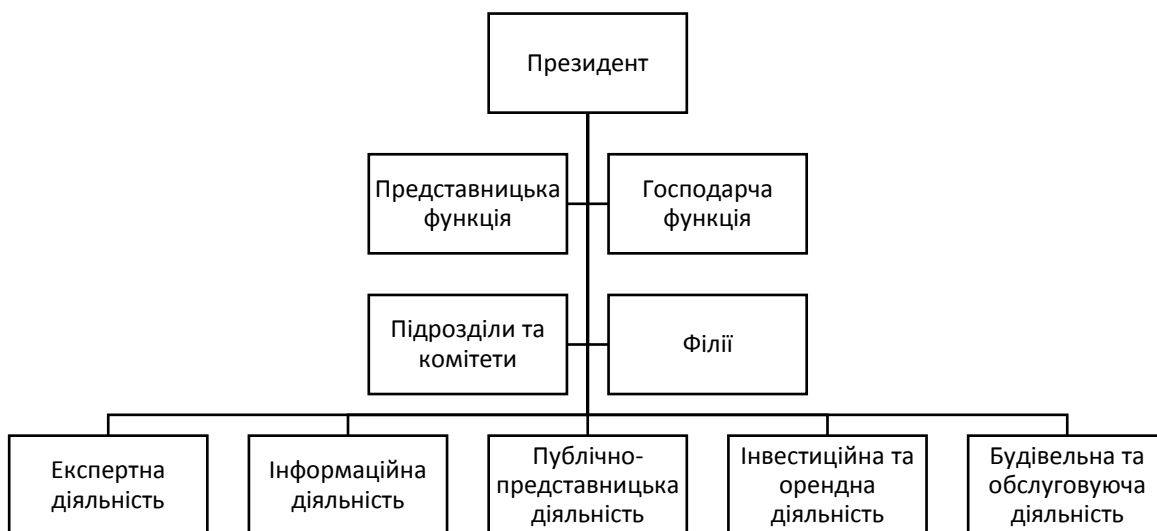 Президент
Представницька
функція
Господарча
функція
Підрозділи та
комітети
Філії
Експертна
діяльність
Інформаційна
діяльність
Публічно-
представницька
діяльність
Інвестиційна та
орендна
діяльність
Будівельна та
обслуговуюча
діяльність